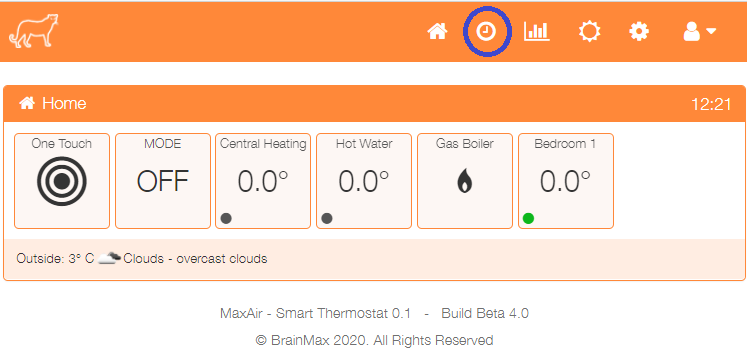 Home 12:21
One Touch MODE Central Heating Hot Water Gas Boiler Bedroom 1
OFF 0.0° 0.0° 0.0°
Outside: 3° C Clouds - overcast clouds
MaxAir - Smart Thermostat 0.1 - Build Beta 4.0
© BrainMax 2020. All Rights Reserved